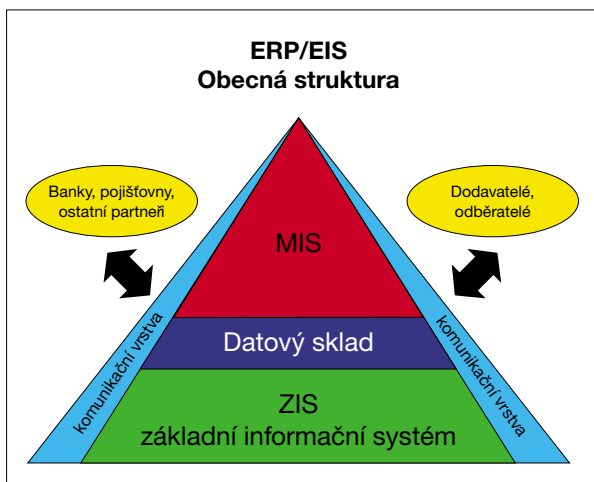 ERP/EIS
Obecná struktura
Banky, pojišťovny,
ostatní partneři
Dodavatelé,
odběratelé
MIS
komunikační vrstva
Datový sklad
komunikační vrstva
ZIS
základní informační systém